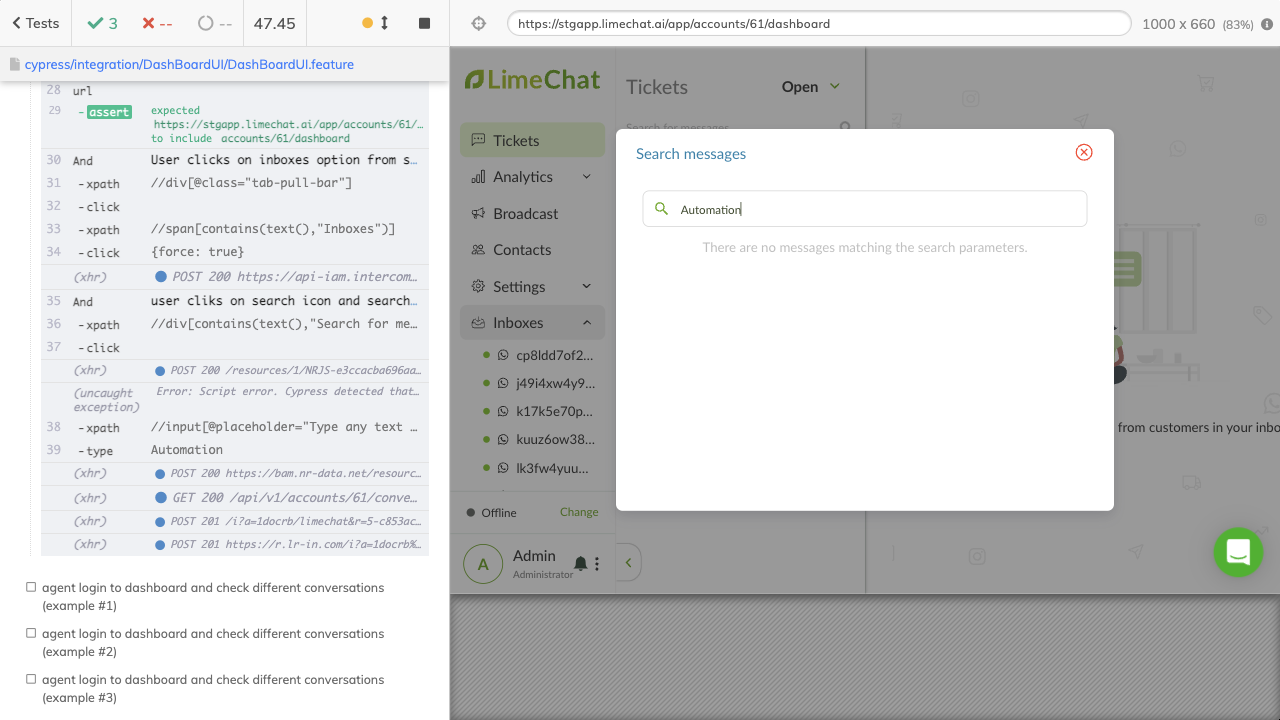 Tests
3
--
--
47.45
https://stgapp.limechat.ai/app/accounts/61/dashboard
1000 x 660 (83%)
cypress/integration/DashBoardUI/DashBoardUI.feature
28 url
29 -assert expected
https://stgapp.limechat.ai/app/accounts/61/…
to include accounts/61/dashboard
30 And User clicks on inboxes option from s…
31 -xpath //div[@class="tab-pull-bar"]
32 -click
33 -xpath //span[contains(text(),"Inboxes")]
34 -click {force: true}
(xhr) POST 200 https://api-iam.intercom…
35 And user cliks on search icon and search…
36 -xpath //div[contains(text(),"Search for me…
37 -click
(xhr) POST 200 /resources/1/NRJS-e3ccacba696aa…
(uncaught exception) Error: Script error. Cypress detected that…
38 -xpath //input[@placeholder="Type any text …
39 -type Automation
(xhr) POST 200 https://bam.nr-data.net/resourc…
(xhr) GET 200 /api/v1/accounts/61/conve…
(xhr) POST 201 /i?a=1docrb/limechat&r=5-c853ac…
(xhr) POST 201 https://r.lr-in.com/i?a=1docrb%…
agent login to dashboard and check different conversations
(example #1)
agent login to dashboard and check different conversations
(example #2)
agent login to dashboard and check different conversations
(example #3)
LimeChat
Tickets
Analytics
Broadcast
Contacts
Settings
Inboxes
cp8ldd7of2...
j49i4xw4y9...
k17k5e70p...
kuuz6ow38...
lk3fw4yuu...
Offline
Change
A
Admin
Administrator
Tickets
Open
Search for messages
Search messages
Automation
There are no messages matching the search parameters.
from customers in your inbo